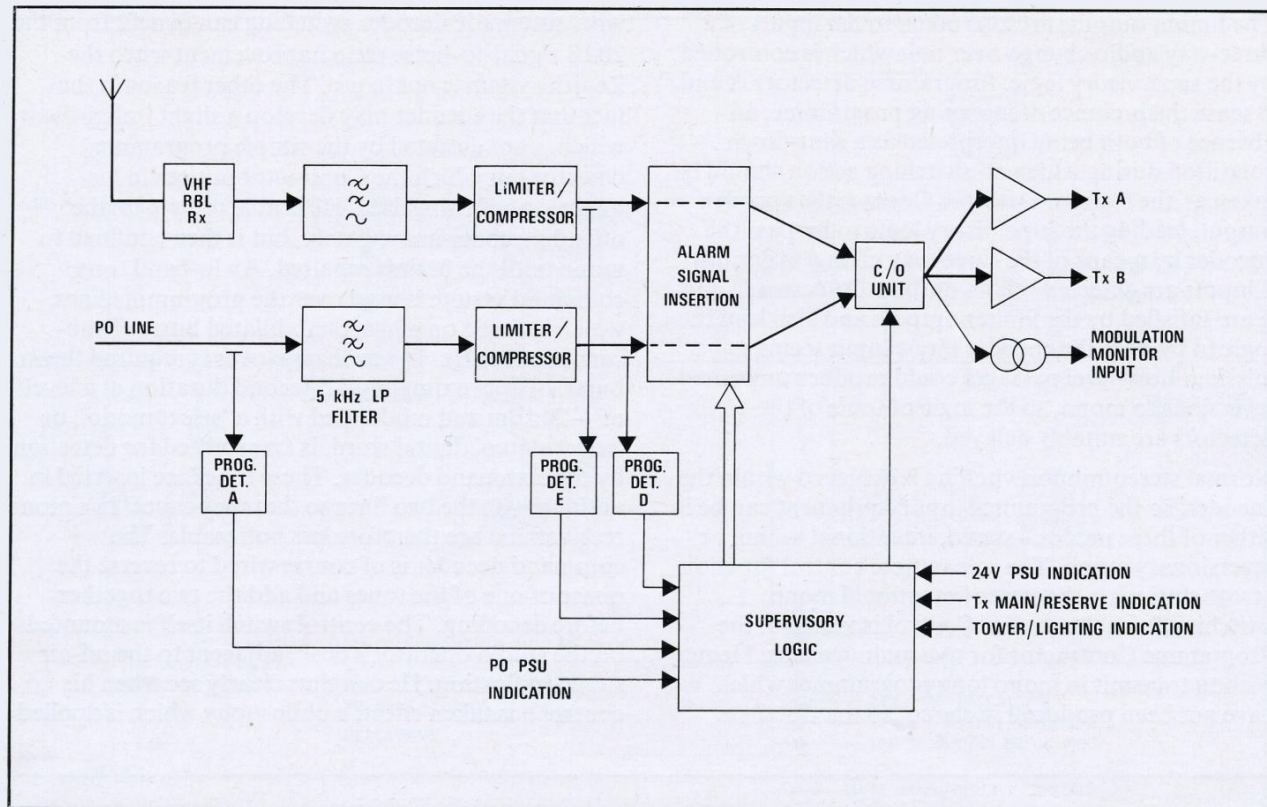 VHF
RBL
Rx
LIMITER/
COMPRESSOR
ALARM
SIGNAL
INSERTION
C/O
UNIT
Tx A
Tx B
MODULATION
MONITOR
INPUT
PO LINE
LIMITER/
COMPRESSOR
5 kHz LP
FILTER
PROG.
DET.
A
PROG.
DET.
E
PROG.
DET.
D
SUPERVISORY
LOGIC
PO PSU
INDICATION
24V PSU INDICATION
Tx MAIN/RESERVE INDICATION
TOWER/LIGHTING INDICATION